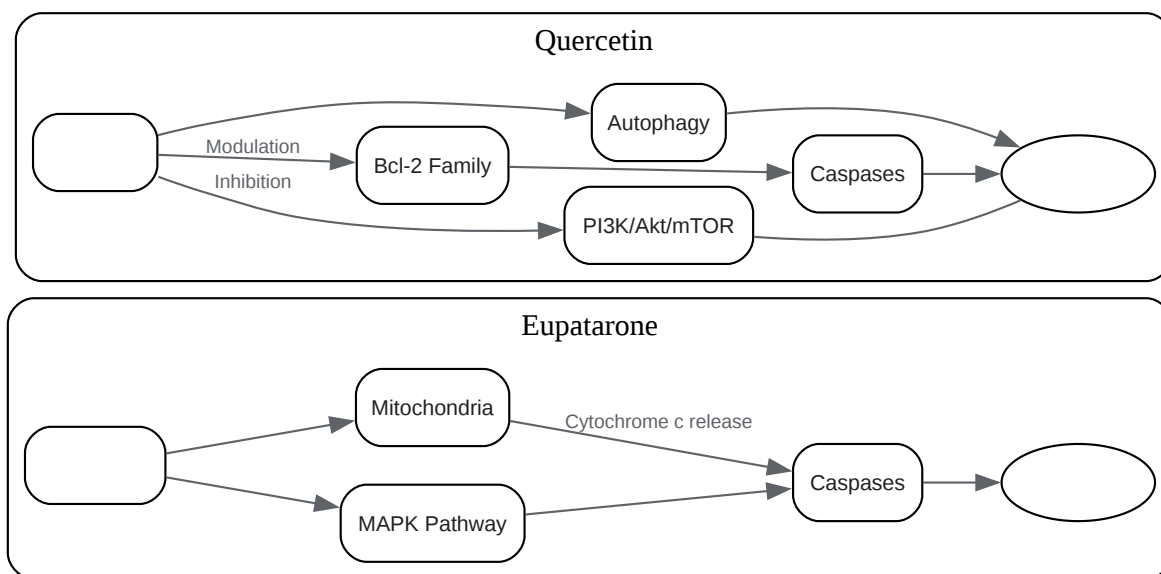 Quercetin
Autophagy
Modulation
Bcl-2 Family
Caspases
Inhibition
PI3K/Akt/mTOR
Eupatarone
Mitochondria
Cytochrome c release
Caspases
MAPK Pathway